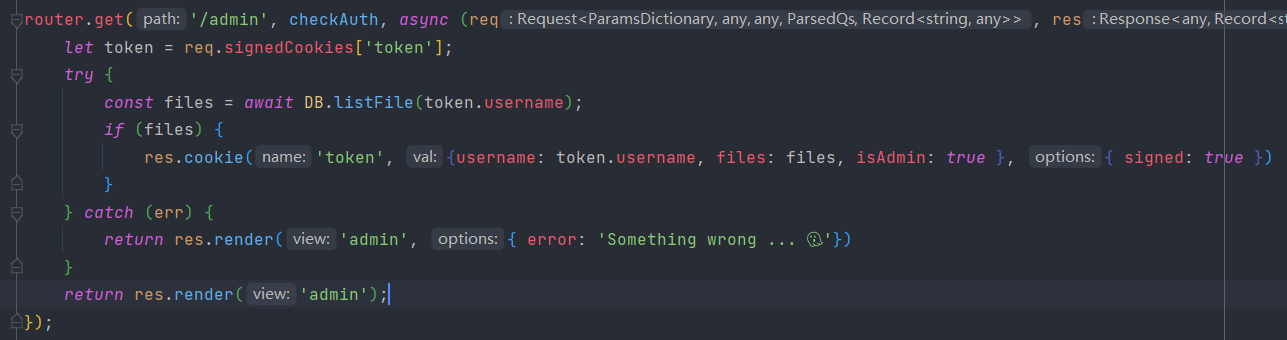 router.get( path: '/admin', checkAuth, async (req : Request<ParamsDictionary, any, any, ParsedQs, Record<string, any>> , res : Response<any, Record<st
let token = req.signedCookies['token'];
try {
const files = await DB.listFile(token.username);
if (files) {
res.cookie( name: 'token', val: {username: token.username, files: files, isAdmin: true }, options: { signed: true })
}
} catch (err) {
return res.render( view: 'admin', options: { error: 'Something wrong ... '})
}
return res.render( view: 'admin');
});